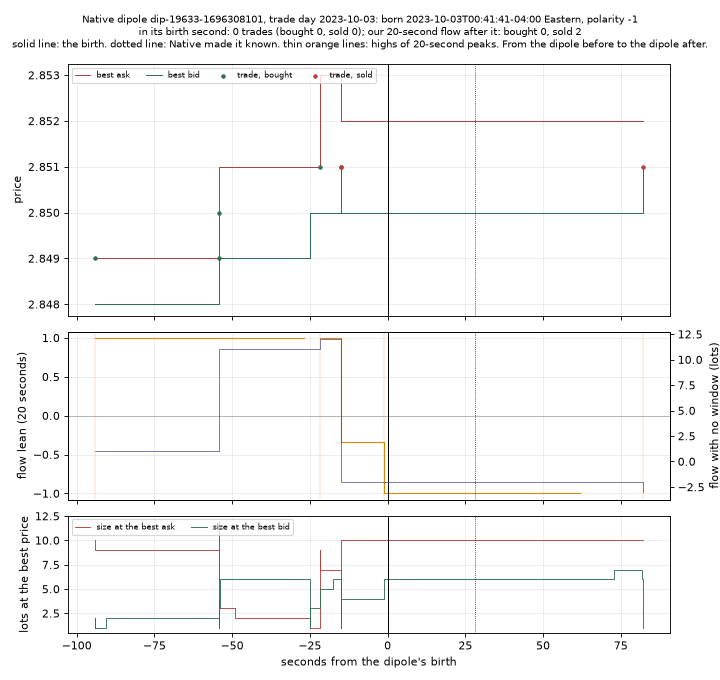 Native dipole dip-19633-1696308101, trade day 2023-10-03: born 2023-10-03T00:41:41-04:00 Eastern, polarity -1
in its birth second: 0 trades (bought 0, sold 0); our 20-second flow after it: bought 0, sold 2
solid line: the birth. dotted line: Native made it known. thin orange lines: highs of 20-second peaks. From the dipole before to the dipole after.
best ask
best bid
trade, bought
trade, sold
2.853
2.852
2.851
2.850
2.849
2.848
price
1.0
0.5
0.0
−0.5
−1.0
flow lean (20 seconds)
12.5
10.0
7.5
5.0
2.5
0.0
−2.5
flow with no window (lots)
size at the best ask
size at the best bid
12.5
10.0
7.5
5.0
2.5
lots at the best price
−100
−75
−50
−25
0
25
50
75
seconds from the dipole's birth